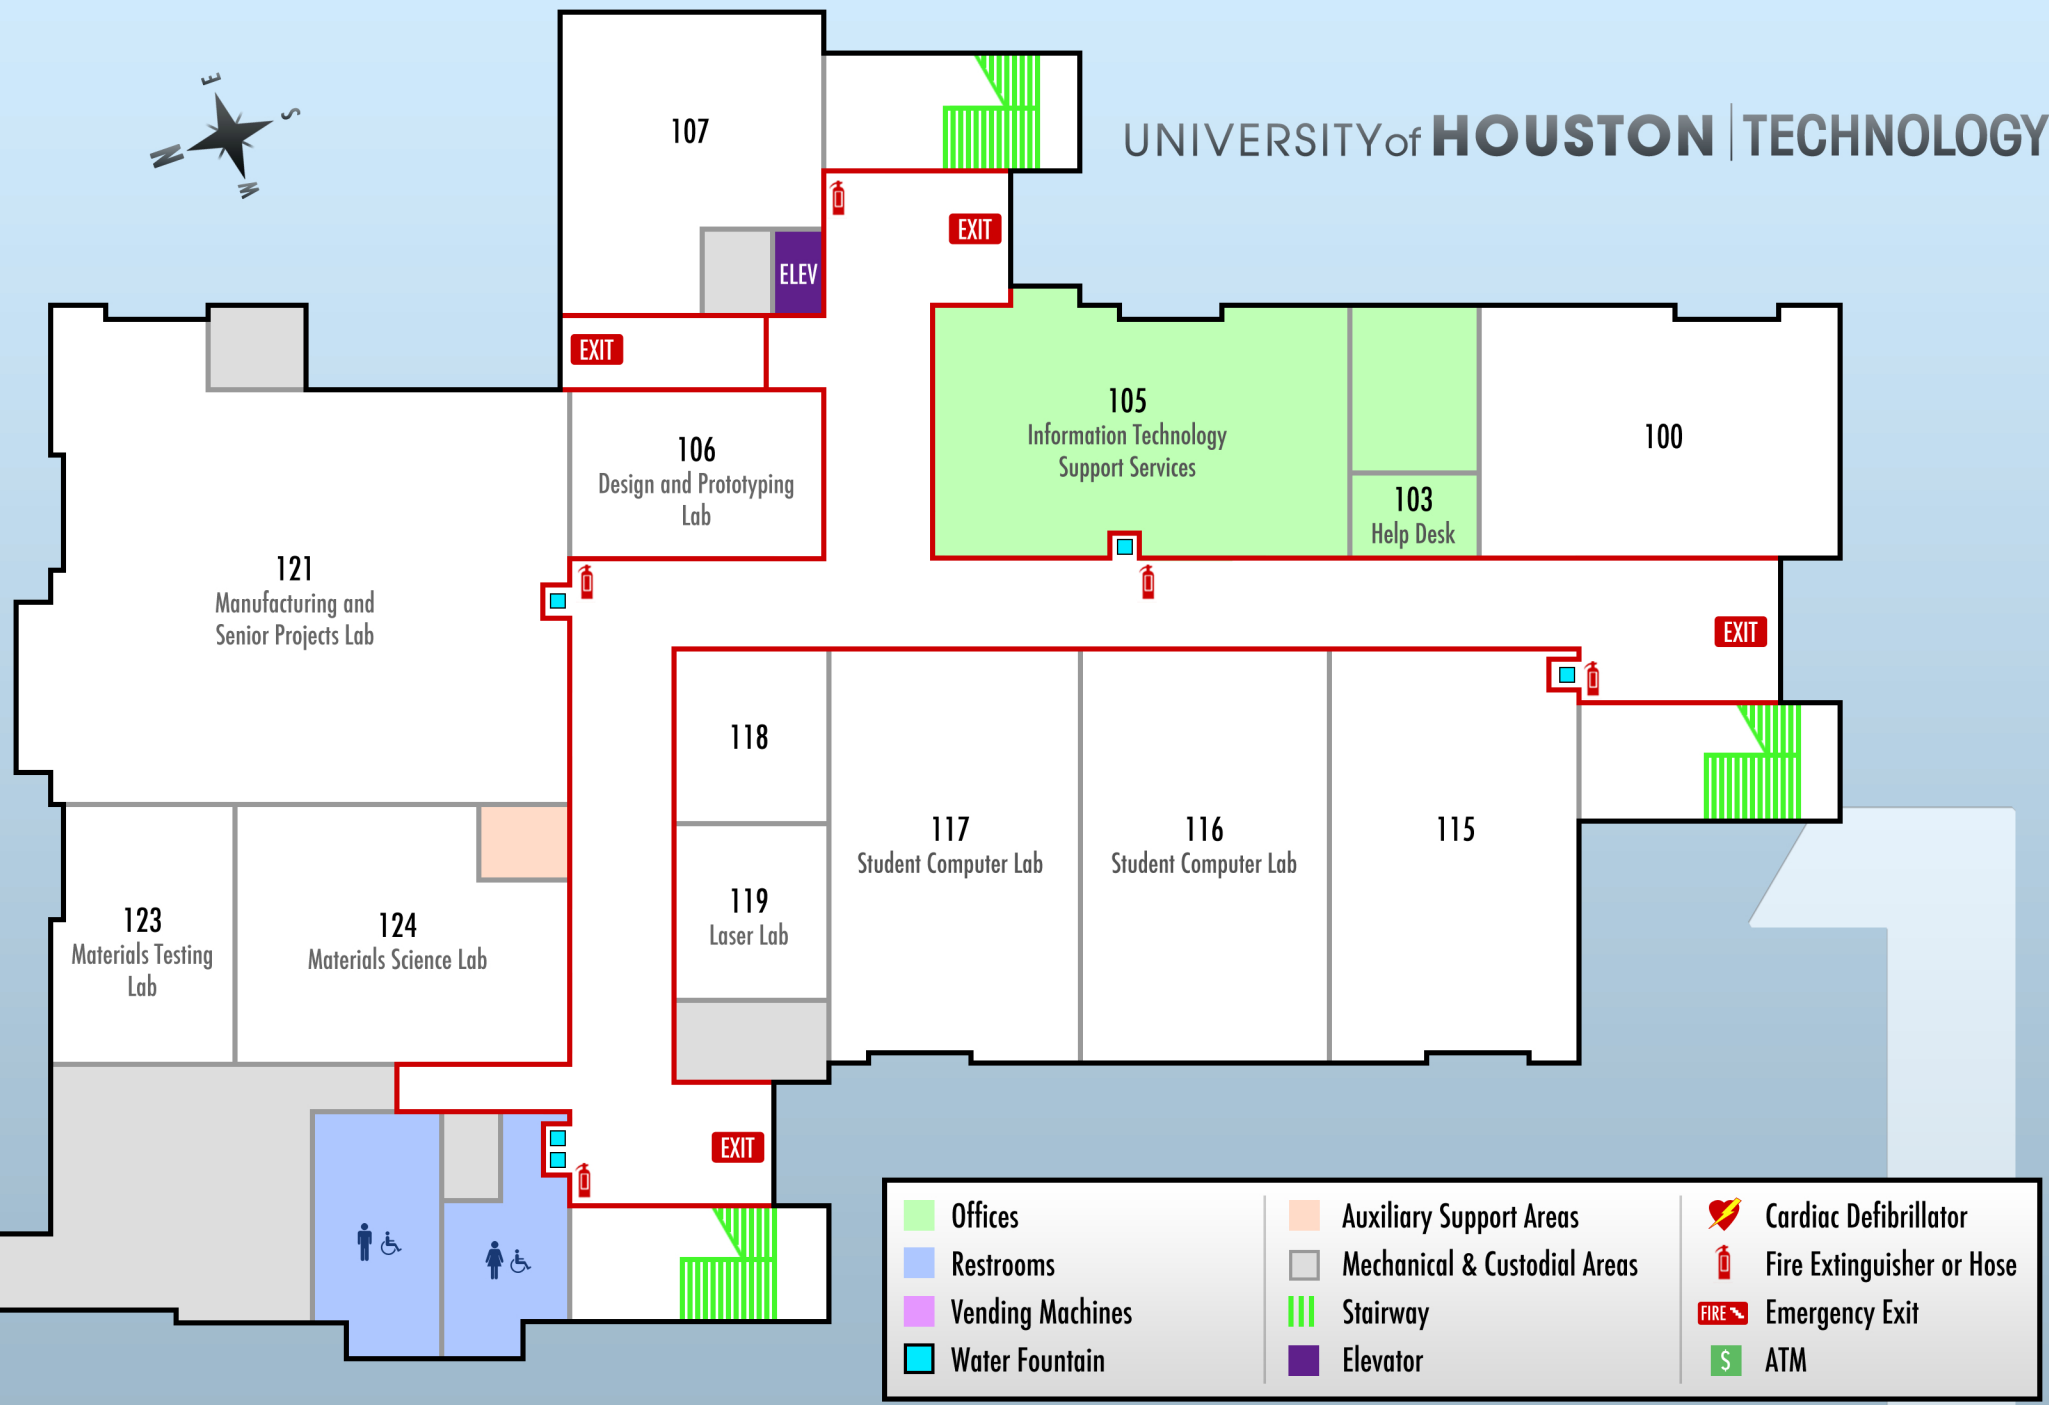 E
S
N
W
UNIVERSITY of HOUSTON | TECHNOLOGY
107
ELEV
EXIT
EXIT
105
Information Technology
Support Services
103
Help Desk
100
106
Design and Prototyping
Lab
121
Manufacturing and
Senior Projects Lab
EXIT
118
117
Student Computer Lab
116
Student Computer Lab
115
119
Laser Lab
123
Materials Testing
Lab
124
Materials Science Lab
EXIT
Offices
Restrooms
Vending Machines
Water Fountain
Auxiliary Support Areas
Mechanical & Custodial Areas
Stairway
Elevator
Cardiac Defibrillator
Fire Extinguisher or Hose
FIRE Emergency Exit
$ ATM
1